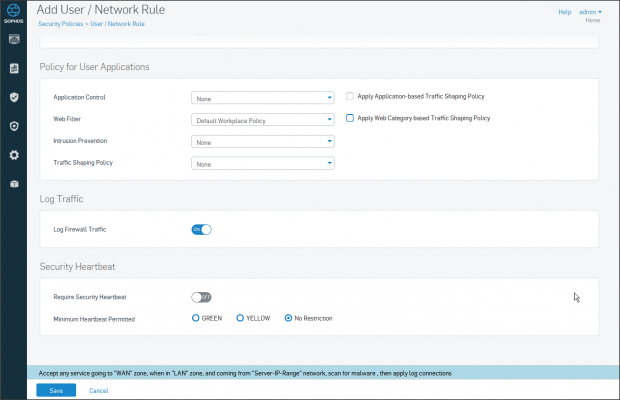 SOPHOS
Add User / Network Rule
Security Policies > User / Network Rule
Help
admin
Home
Policy for User Applications
Application Control
None
Apply Application-based Traffic Shaping Policy
Web Filter
Default Workplace Policy
Apply Web Category based Traffic Shaping Policy
Intrusion Prevention
None
Traffic Shaping Policy
None
Log Traffic
Log Firewall Traffic
ON
Security Heartbeat
Require Security Heartbeat
OFF
Minimum Heartbeat Permitted
GREEN
YELLOW
No Restriction
Accept any service going to "WAN" zone, when in "LAN" zone, and coming from "Server-IP-Range" network, scan for malware , then apply log connections
Save
Cancel